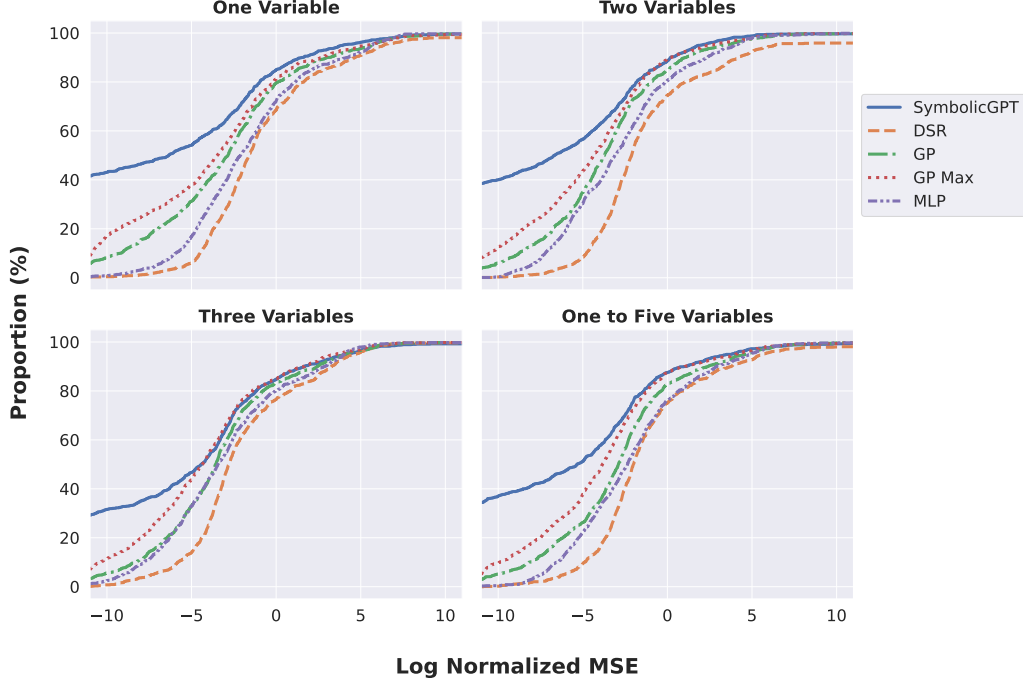 One Variable
Two Variables
100
80
60
40
20
0
SymbolicGPT
DSR
GP
GP Max
MLP
Three Variables
One to Five Variables
100
80
60
40
20
0
−10 −5 0 5 10
−10 −5 0 5 10
Proportion (%)
Log Normalized MSE